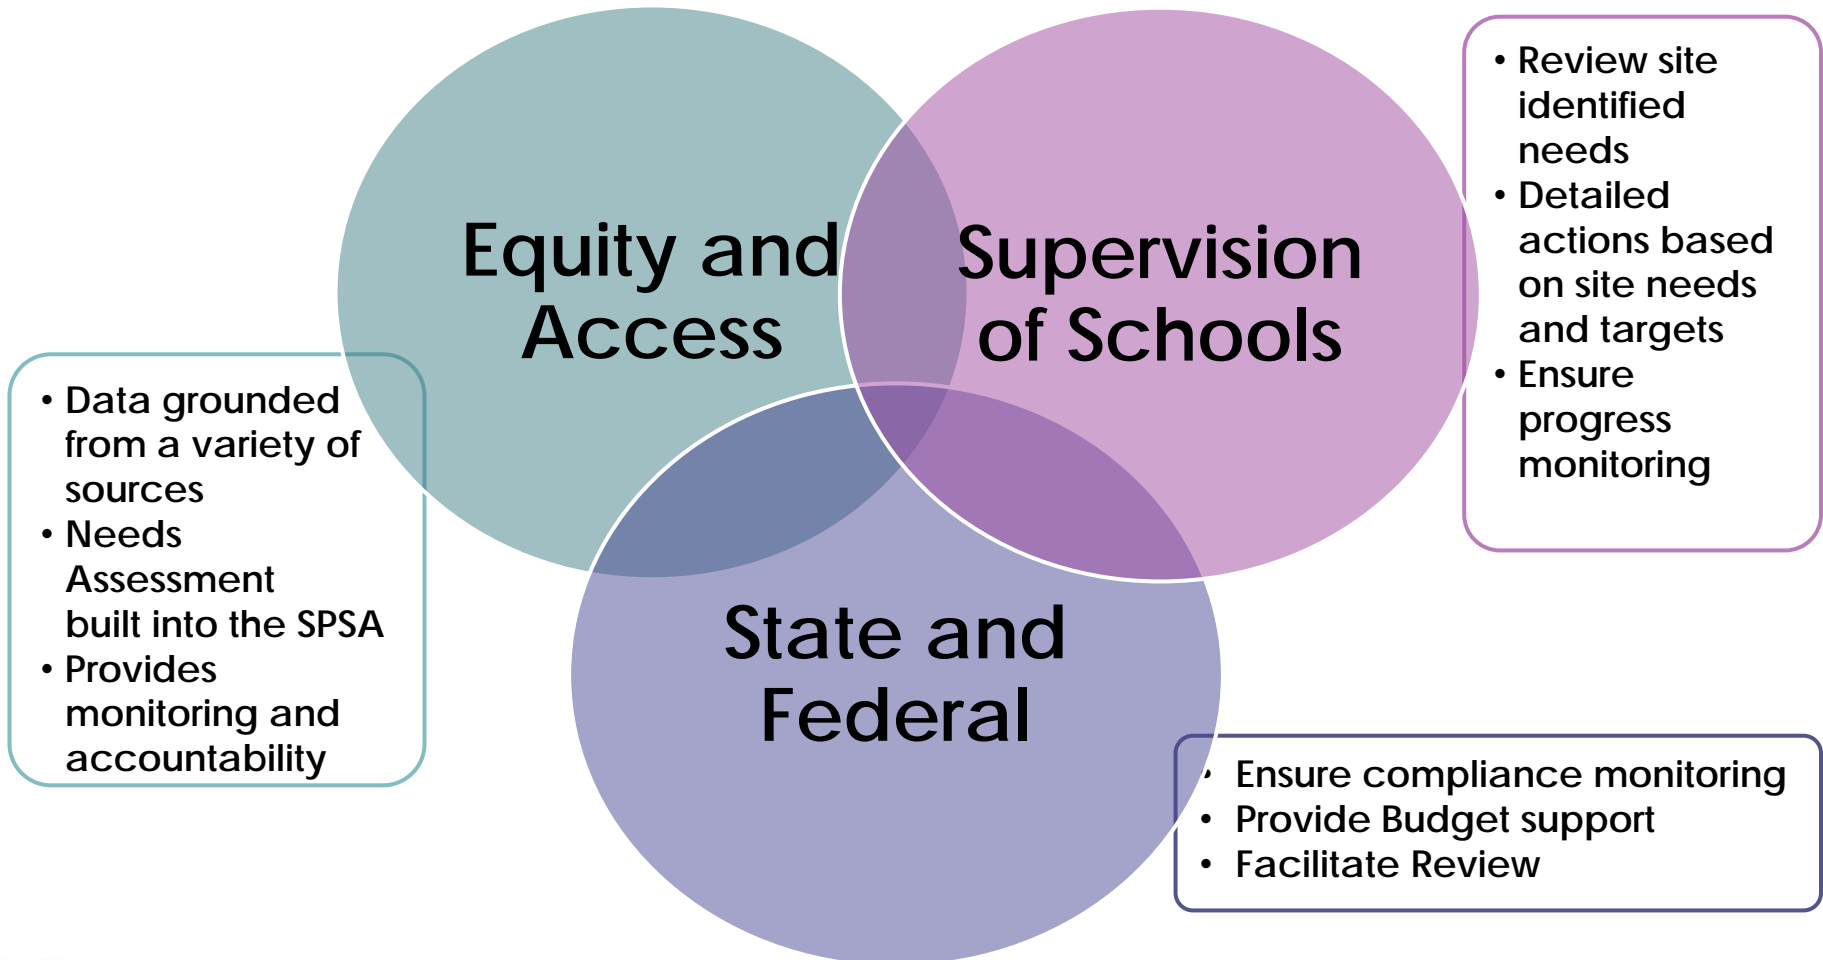 Equity and
Access
Supervision
of Schools
State and
Federal
• Data grounded
from a variety of
sources
• Needs
Assessment
built into the SPSA
• Provides
monitoring and
accountability
• Review site
identified
needs
• Detailed
actions based
on site needs
and targets
• Ensure
progress
monitoring
• Ensure compliance monitoring
• Provide Budget support
• Facilitate Review